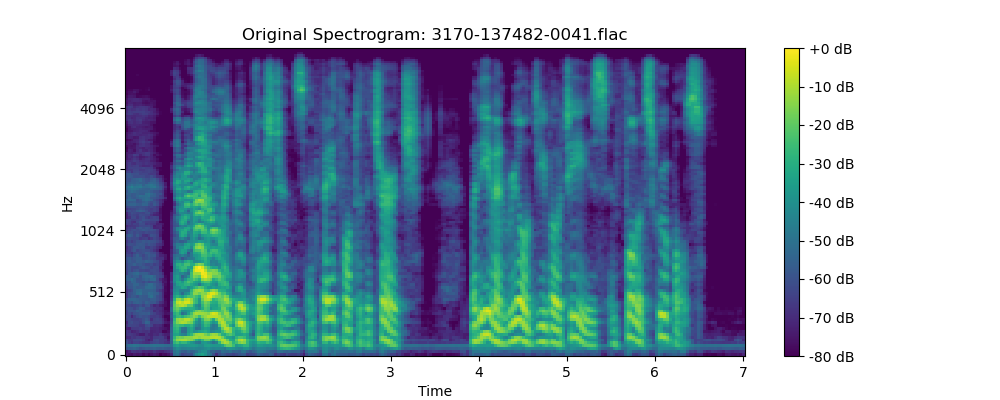 Original Spectrogram: 3170-137482-0041.flac
Hz
4096
2048
1024
512
0
0 1 2 3 4 5 6 7
Time
+0 dB
-10 dB
-20 dB
-30 dB
-40 dB
-50 dB
-60 dB
-70 dB
-80 dB